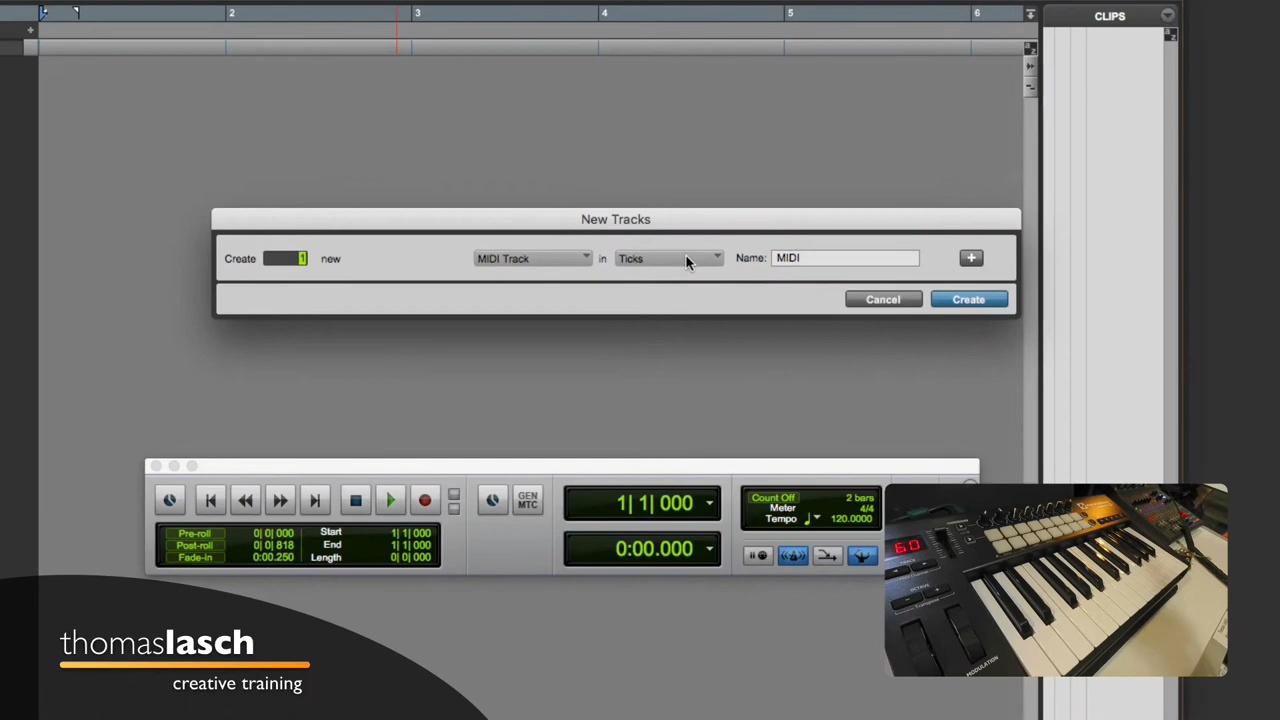 2 3 4 5 6
CLIPS
New Tracks
Create 1 new MIDI Track in Ticks Name: MIDI
Cancel Create
GEN
MTC
1| 1| 000
0:00.000
Pre-roll 0| 0| 000 Start 1| 1| 000
Post-roll 0| 0| 818 End 1| 1| 000
Fade-in 0:00.250 Length 0| 0| 000
Count Off 2 bars
Meter 4/4
Tempo 120.0000
60
OCTAVE
MODULATION
thomaslasch
creative training